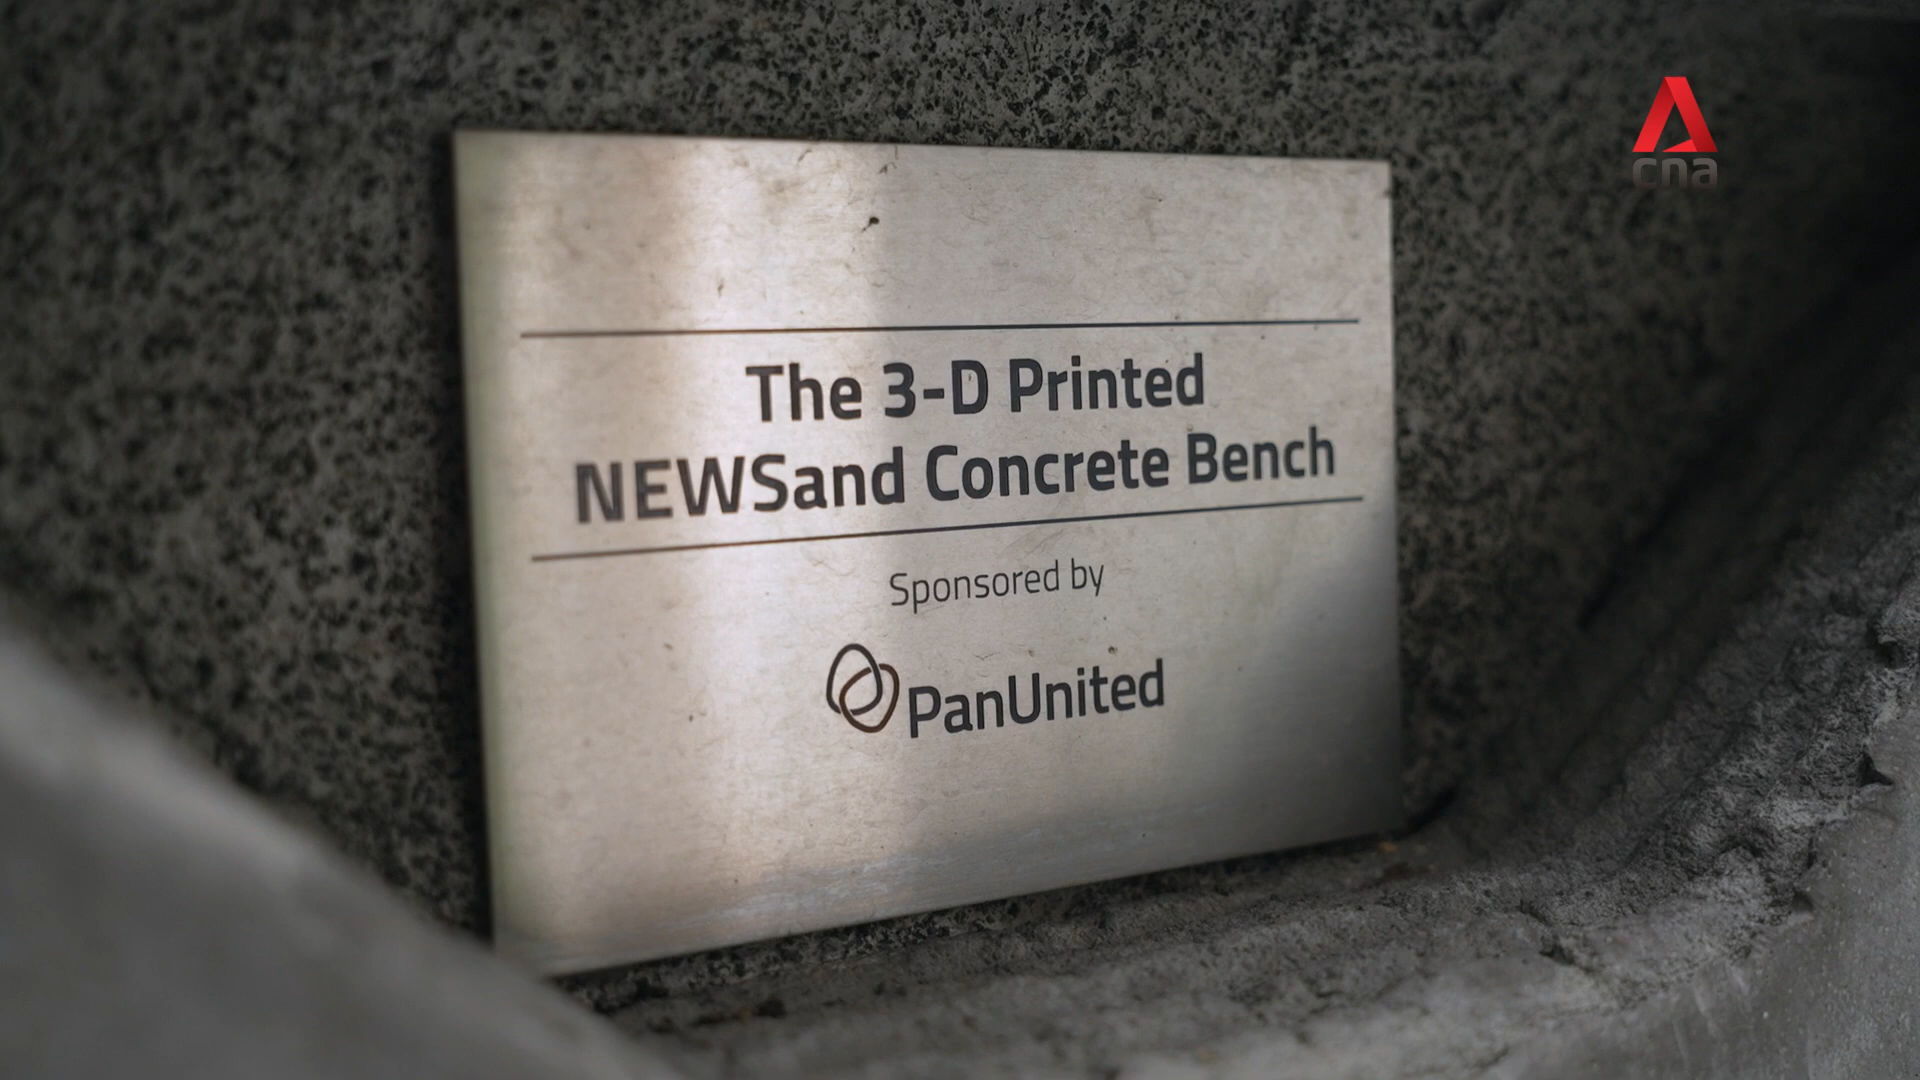 The 3-D Printed
NEWSand Concrete Bench
Sponsored by
PanUnited
cna